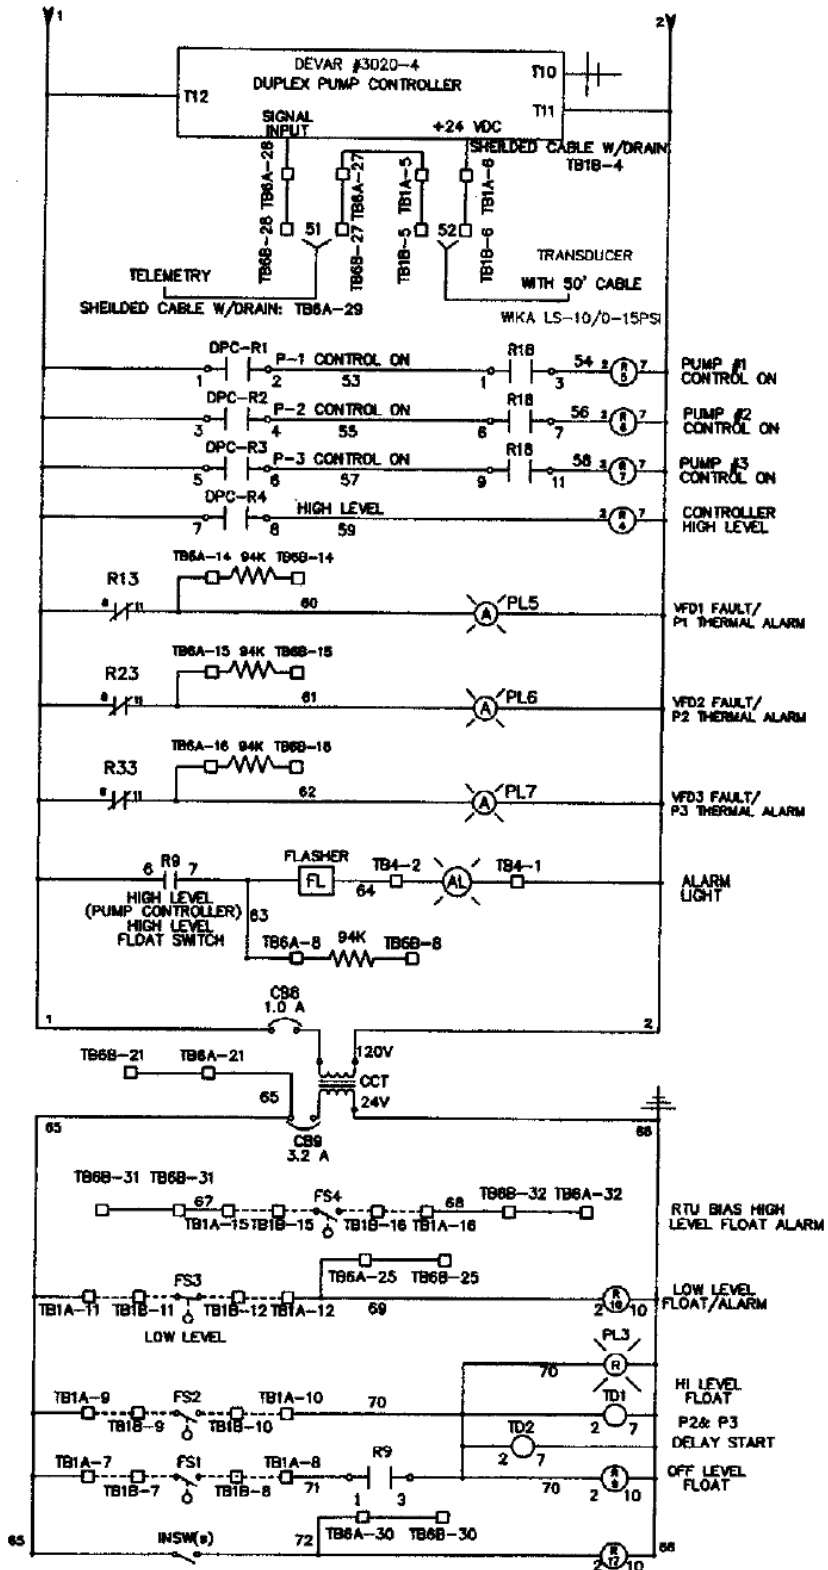 1
2
DEVAR #3020-4
DUPLEX PUMP CONTROLLER
T12
T10
T11
SIGNAL
INPUT
+24 VDC
SHEILDED CABLE W/DRAIN
TB1B-4
TB6A-28
TB6A-27
TB1A-5
TB1A-6
TB6B-28
51
TB6B-27
TB1B-5
52
TB1B-6
TELEMETRY
SHEILDED CABLE W/DRAIN: TB6A-29
TRANSDUCER
WITH 50' CABLE
WIKA LS-10/0-15PSI
DPC-R1
1
2
P-1 CONTROL ON
53
R18
1
3
54
2
R
5
7
PUMP #1
CONTROL ON
DPC-R2
3
4
P-2 CONTROL ON
55
R18
6
7
56
2
R
6
7
PUMP #2
CONTROL ON
DPC-R3
5
6
P-3 CONTROL ON
57
R18
9
11
58
2
R
7
7
PUMP #3
CONTROL ON
DPC-R4
7
8
HIGH LEVEL
59
2
R
4
7
CONTROLLER
HIGH LEVEL
TB6A-14 94K TB6B-14
R13
11
60
A
PL5
VFD1 FAULT/
P1 THERMAL ALARM
TB6A-15 94K TB6B-15
R23
11
61
A
PL6
VFD2 FAULT/
P2 THERMAL ALARM
TB6A-16 94K TB6B-16
R33
11
62
A
PL7
VFD3 FAULT/
P3 THERMAL ALARM
6 R9 7
HIGH LEVEL
(PUMP CONTROLLER)
HIGH LEVEL
FLOAT SWITCH
63
FLASHER
FL
64
TB4-2
AL
TB4-1
ALARM
LIGHT
TB6A-8 94K TB6B-8
1
CB8
1.0 A
2
120V
CCT
24V
TB6B-21 TB6A-21
65
65
CB9
3.2 A
66
TB6B-31 TB6B-31
67
TB1A-15 TB1B-15
FS4
TB1B-16 TB1A-16
68
TB6B-32 TB6A-32
RTU BIAS HIGH
LEVEL FLOAT ALARM
TB6A-25 TB6B-25
TB1A-11 TB1B-11
FS3
TB1B-12 TB1A-12
69
LOW LEVEL
2
R
10
10
LOW LEVEL
FLOAT/ALARM
PL3
70
R
HI LEVEL
FLOAT
TB1A-9
TB1B-9
FS2
TB1B-10
TB1A-10
70
TD1
2
7
P2& P3
DELAY START
TD2
2
7
TB1A-7
TB1B-7
FS1
TB1B-8
TB1A-8
71
R9
1
3
70
2
R
10
OFF LEVEL
FLOAT
TB6A-30 TB6B-30
65
INSW(s)
72
2
R
10
66